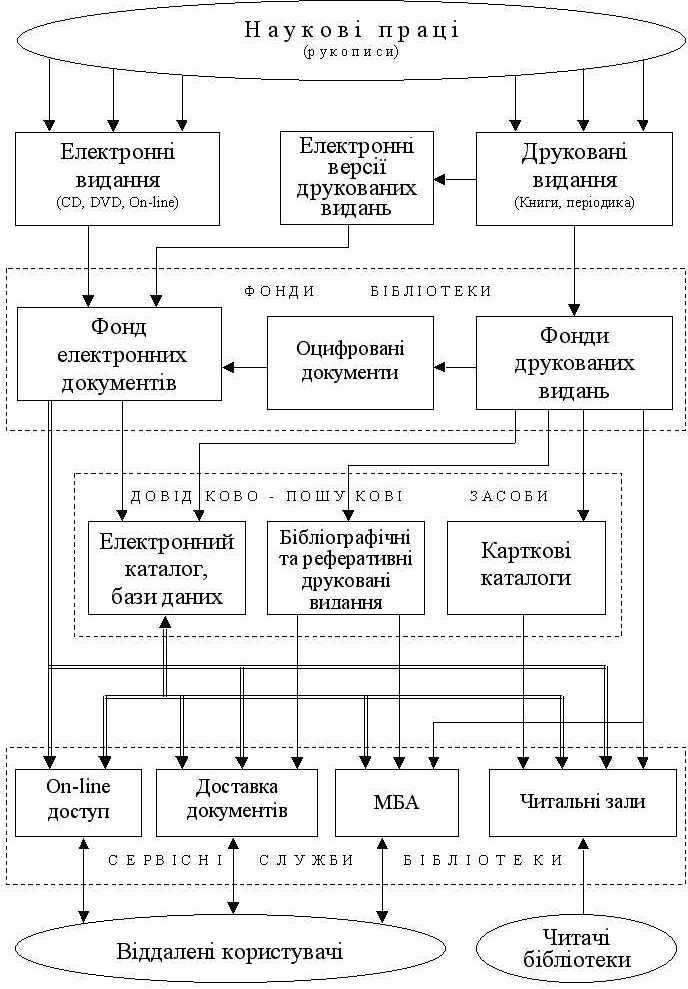 Наукові праці
(рукописи)
Електронні
видання
(CD, DVD, On-line)
Електронні
версії
друкованих
видань
Друковані
видання
(Книги, періодика)
ФОНДИ БІБЛІОТЕКИ
Фонд
електронних
документів
Оцифровані
документи
Фонди
друкованих
видань
ДОВІДКОВО-ПОШУКОВІ ЗАСОБИ
Електронний
каталог,
бази даних
Бібліографічні
та реферативні
друковані
видання
Карткові
каталоги
On-line
доступ
Доставка
документів
МБА
Читальні зали
СЕРВІСНІ СЛУЖБИ БІБЛІОТЕКИ
Віддалені користувачі
Читачі
бібліотеки